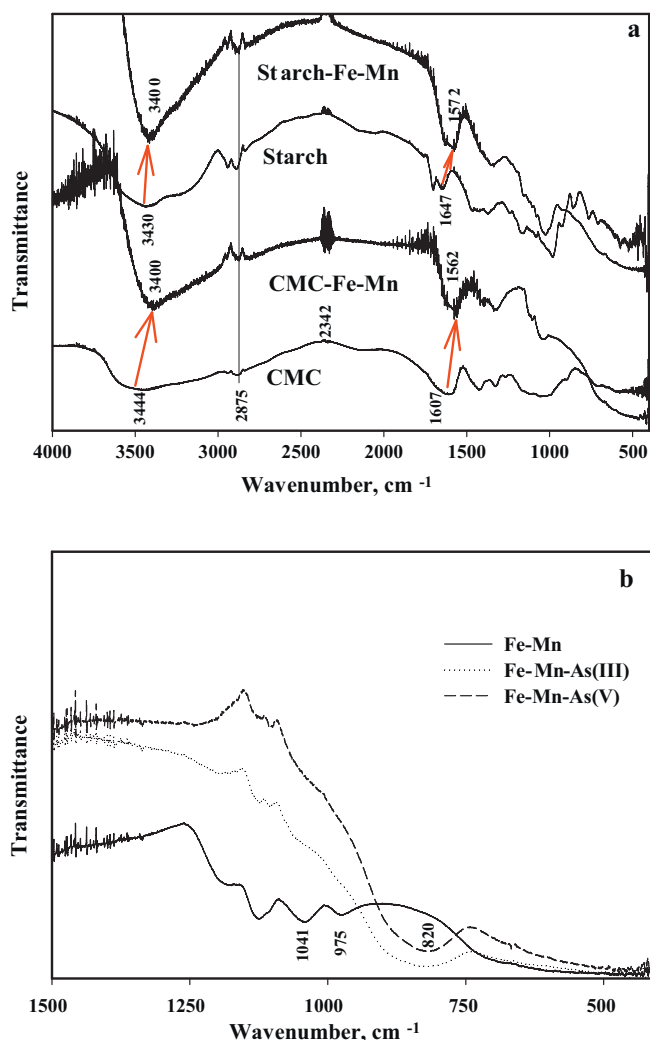 a
Starch-Fe-Mn
3400
1572
Starch
3430
1647
3400
CMC-Fe-Mn
1562
2342
CMC
3444
2875
1607
Transmittance
4000 3500 3000 2500 2000 1500 1000 500
Wavenumber, cm -1
b
Fe-Mn
Fe-Mn-As(III)
Fe-Mn-As(V)
Transmittance
1041
975
820
1500 1250 1000 750 500
Wavenumber, cm-1